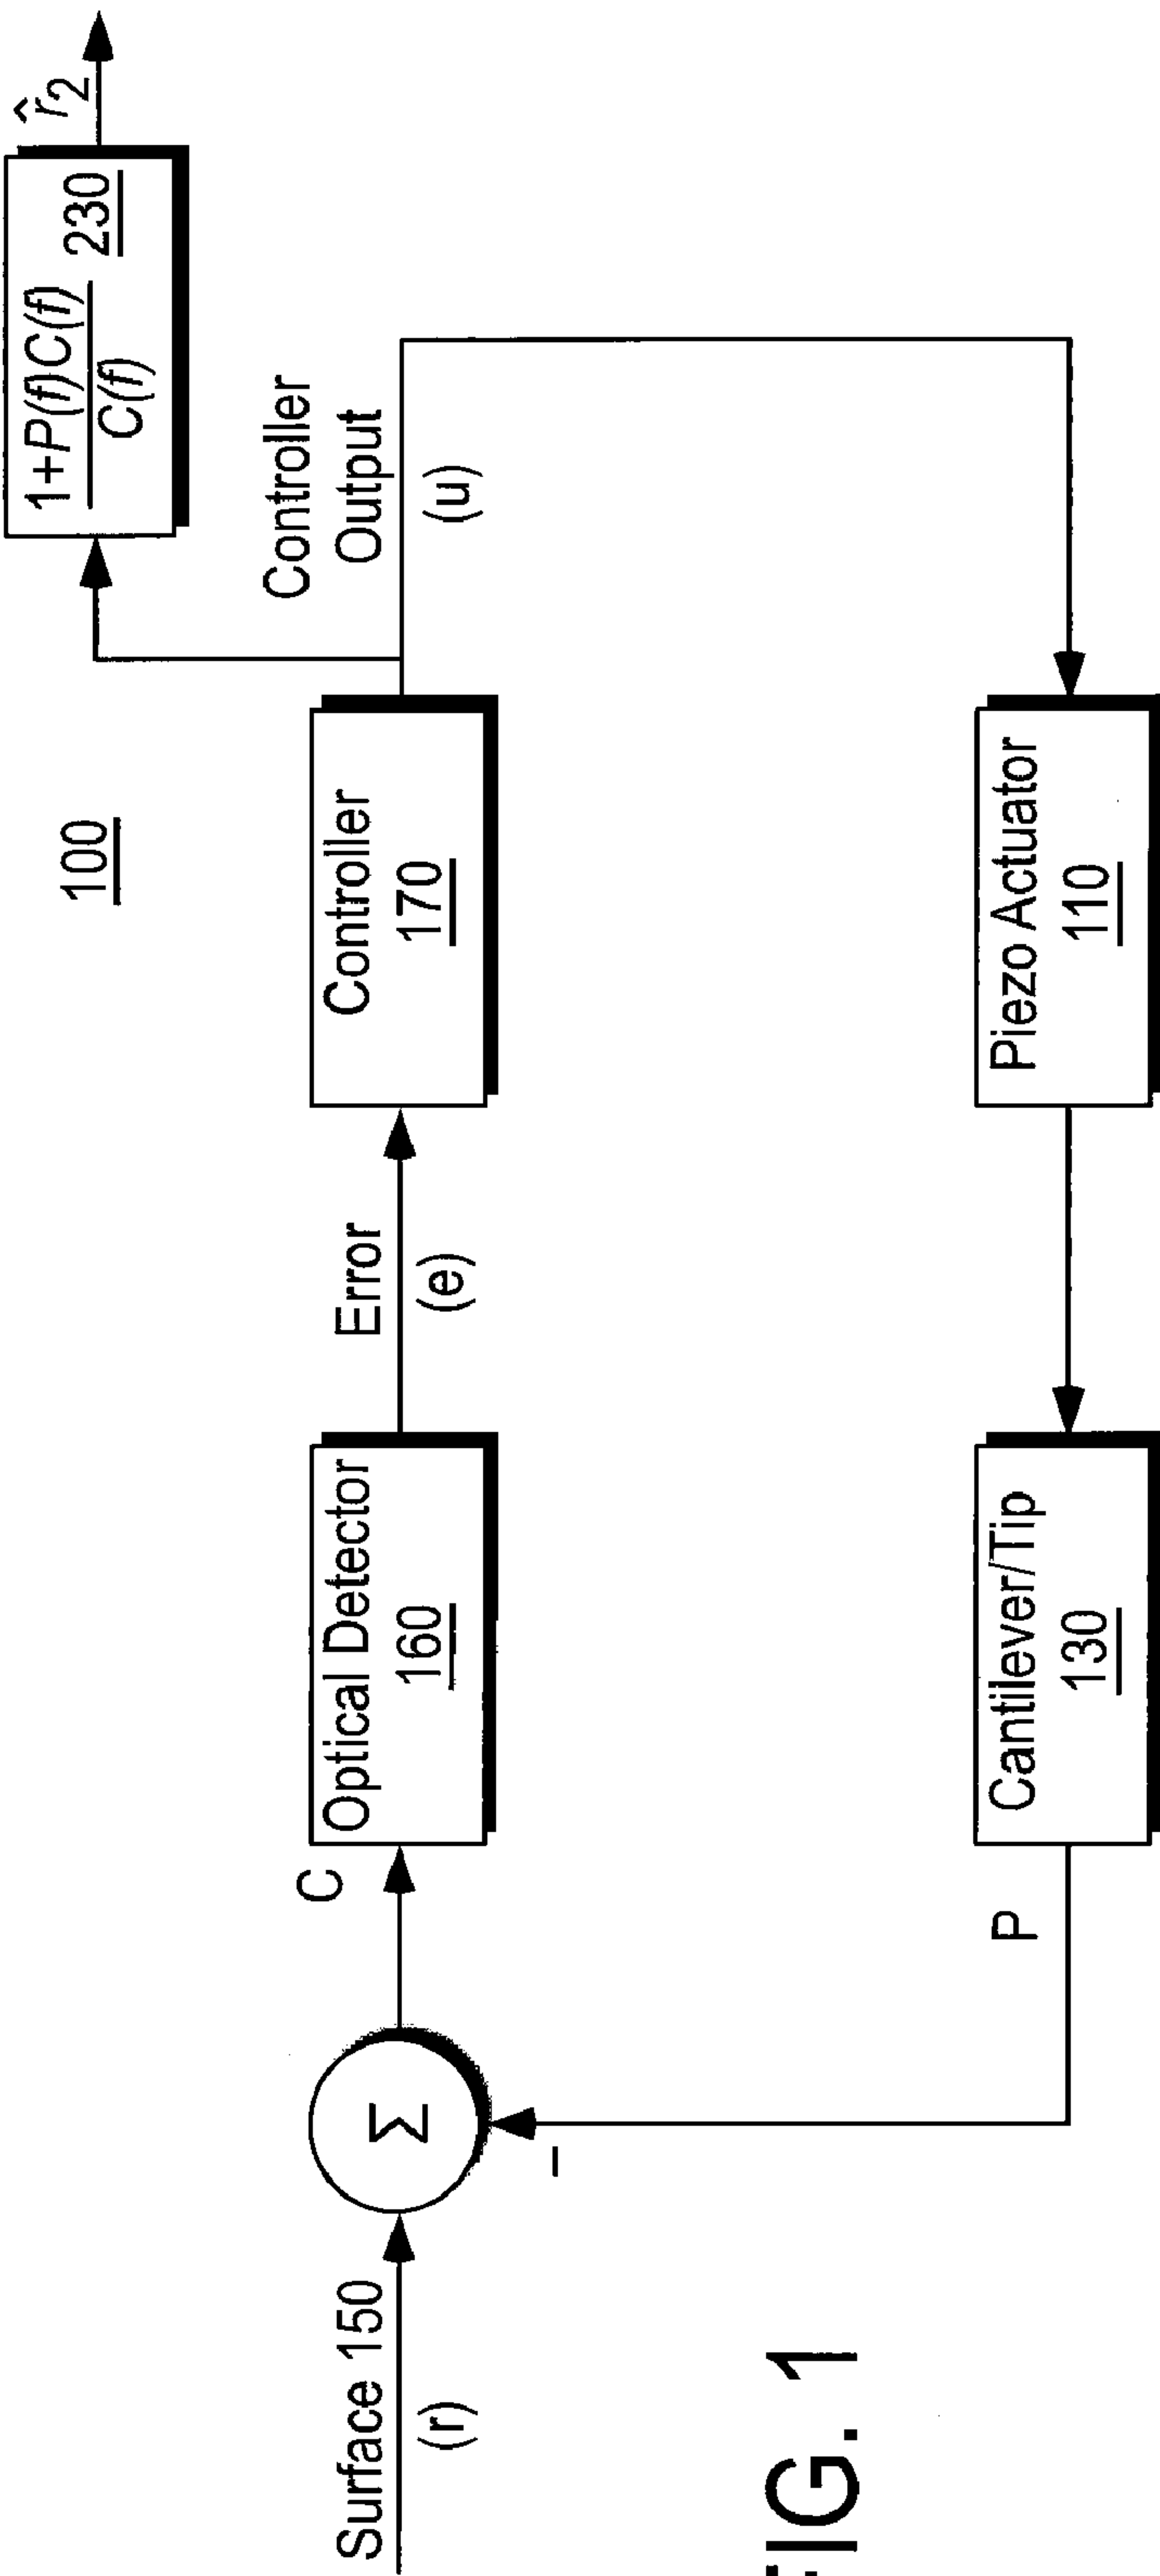 100
1+P(f)C(f)
C(f)
230
r̂2
Surface 150
(r)
Σ
–
C
Optical Detector
160
Error
(e)
Controller
170
Controller
Output
(u)
P
Cantilever/Tip
130
Piezo Actuator
110
FIG. 1